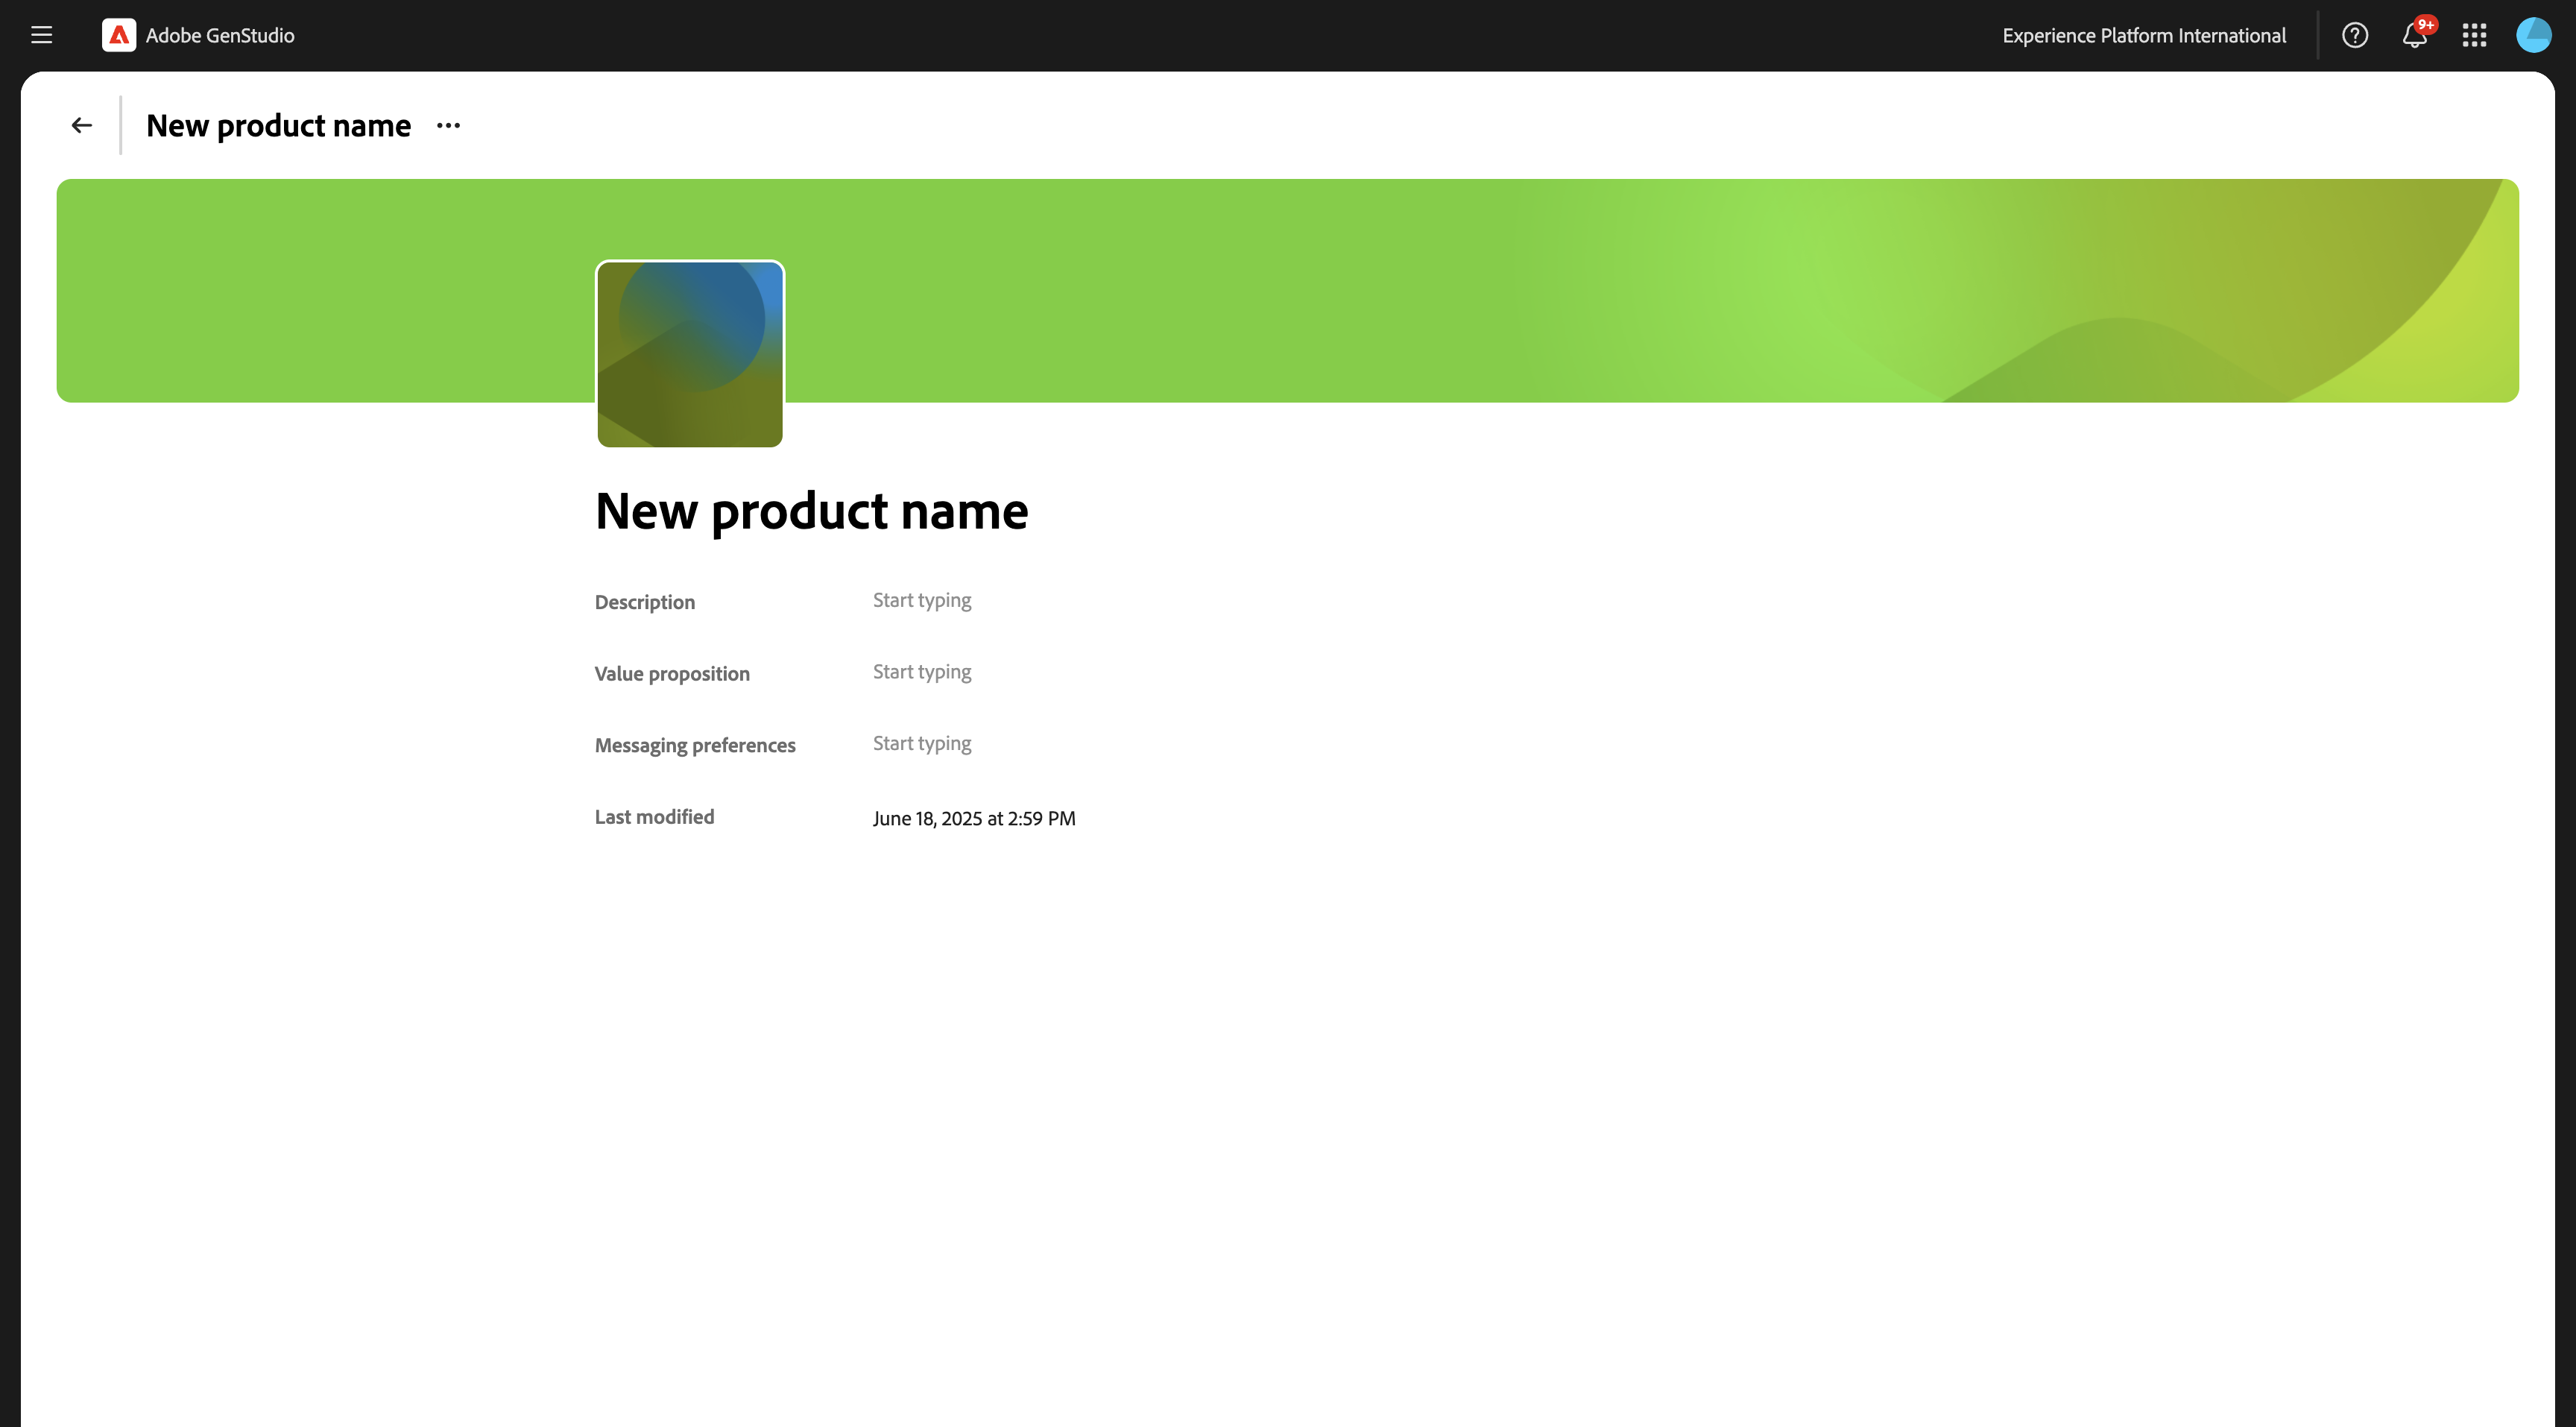 Adobe GenStudio
Experience Platform International
9+
New product name
New product name
Description
Start typing
Value proposition
Start typing
Messaging preferences
Start typing
Last modified
June 18, 2025 at 2:59 PM